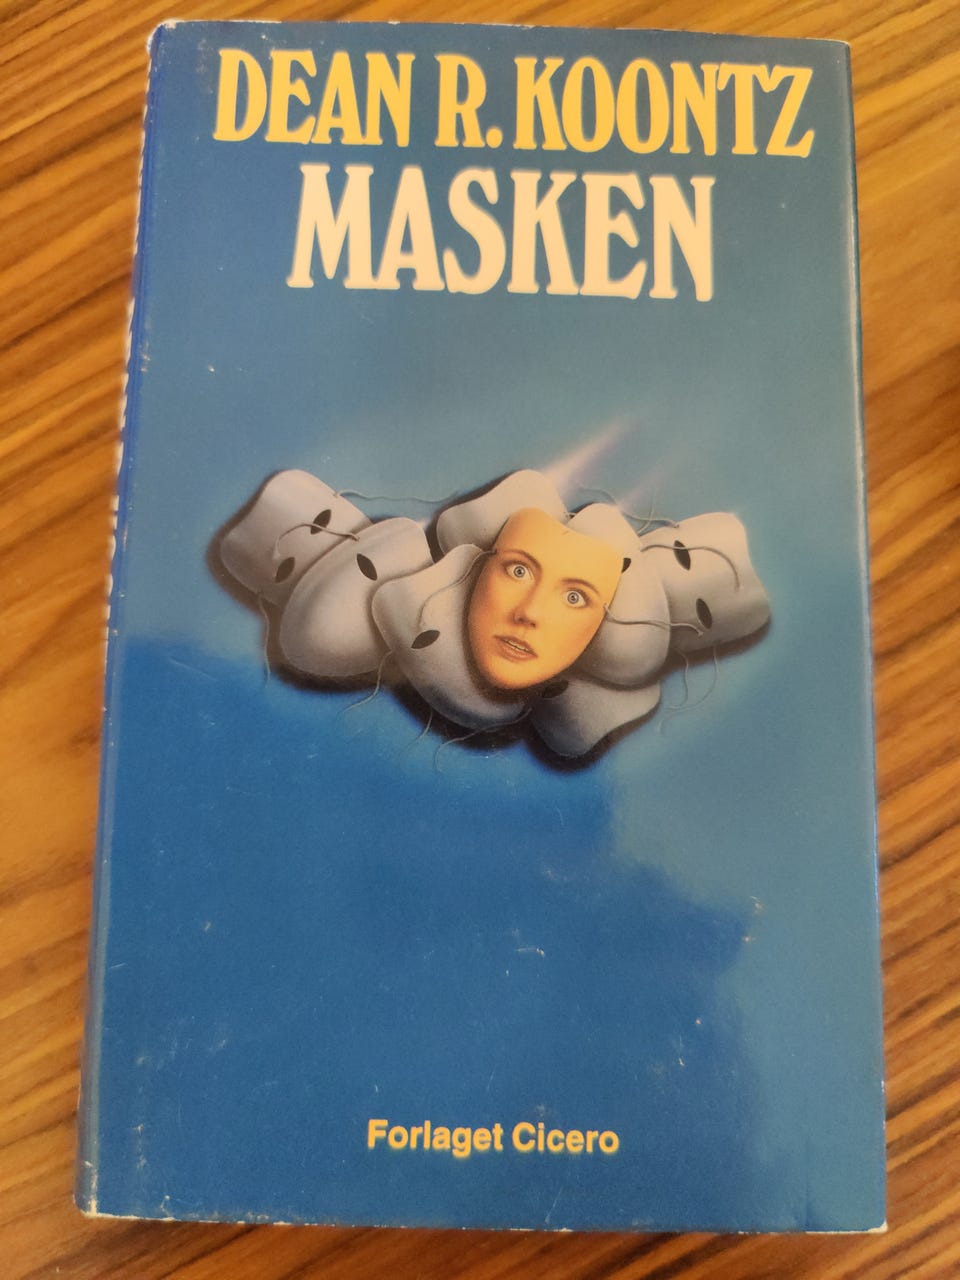 DEAN R. KOONTZ
MASKEN
Forlaget Cicero